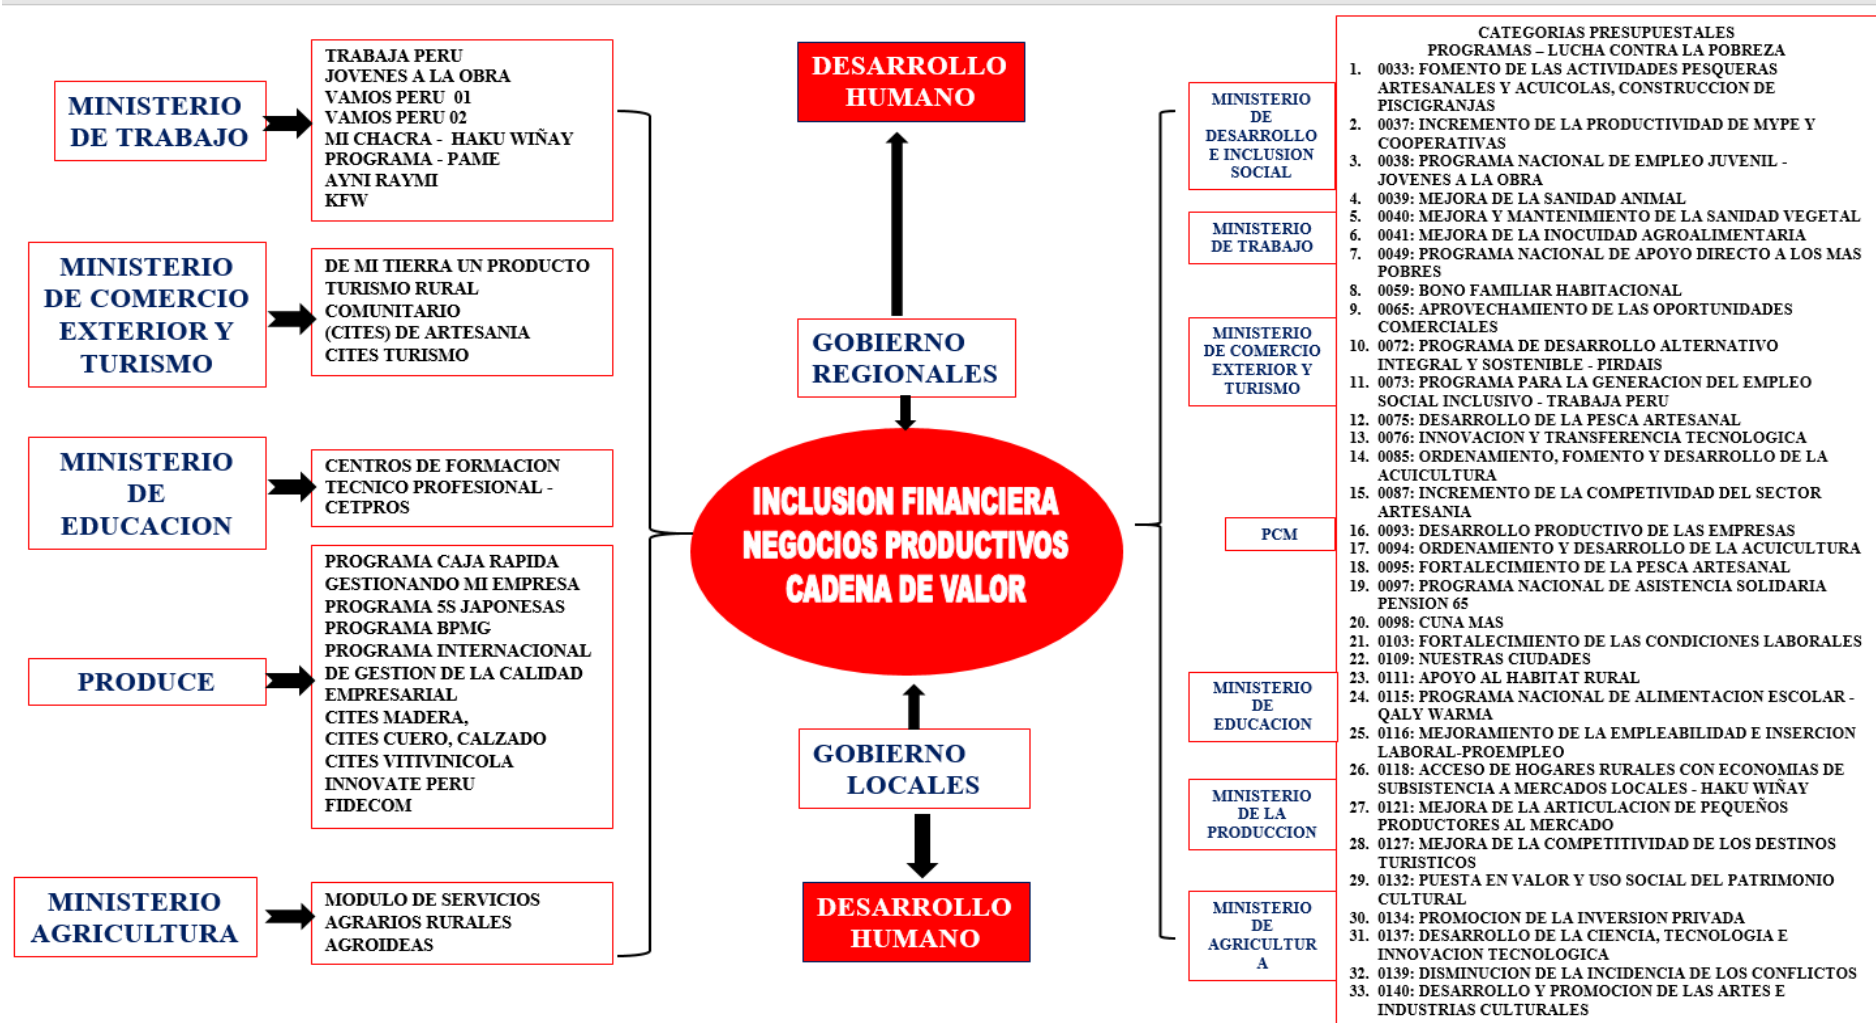 MINISTERIO
DE TRABAJO
TRABAJA PERU
JOVENES A LA OBRA
VAMOS PERU 01
VAMOS PERU 02
MI CHACRA - HAKU WIÑAY
PROGRAMA - PAME
AYNI RAYMI
KFW
MINISTERIO
DE COMERCIO
EXTERIOR Y
TURISMO
DE MI TIERRA UN PRODUCTO
TURISMO RURAL
COMUNITARIO
(CITES) DE ARTESANIA
CITES TURISMO
MINISTERIO
DE
EDUCACION
CENTROS DE FORMACION
TECNICO PROFESIONAL -
CETPROS
PRODUCE
PROGRAMA CAJA RAPIDA
GESTIONANDO MI EMPRESA
PROGRAMA 5S JAPONESAS
PROGRAMA BPMG
PROGRAMA INTERNACIONAL
DE GESTION DE LA CALIDAD
EMPRESARIAL
CITES MADERA,
CITES CUERO, CALZADO
CITES VITIVINICOLA
INNOVATE PERU
FIDECOM
MINISTERIO
AGRICULTURA
MODULO DE SERVICIOS
AGRARIOS RURALES
AGROIDEAS
DESARROLLO
HUMANO
GOBIERNO
REGIONALES
INCLUSION FINANCIERA
NEGOCIOS PRODUCTIVOS
CADENA DE VALOR
GOBIERNO
LOCALES
DESARROLLO
HUMANO
MINISTERIO
DE
DESARROLLO
E INCLUSION
SOCIAL
MINISTERIO
DE TRABAJO
MINISTERIO
DE COMERCIO
EXTERIOR Y
TURISMO
PCM
MINISTERIO
DE
EDUCACION
MINISTERIO
DE LA
PRODUCCION
MINISTERIO
DE
AGRICULTUR
A
CATEGORIAS PRESUPUESTALES
PROGRAMAS – LUCHA CONTRA LA POBREZA
1. 0033: FOMENTO DE LAS ACTIVIDADES PESQUERAS
ARTESANALES Y ACUICOLAS, CONSTRUCCION DE
PISCIGRANJAS
2. 0037: INCREMENTO DE LA PRODUCTIVIDAD DE MYPE Y
COOPERATIVAS
3. 0038: PROGRAMA NACIONAL DE EMPLEO JUVENIL -
JOVENES A LA OBRA
4. 0039: MEJORA DE LA SANIDAD ANIMAL
5. 0040: MEJORA Y MANTENIMIENTO DE LA SANIDAD VEGETAL
6. 0041: MEJORA DE LA INOCUIDAD AGROALIMENTARIA
7. 0049: PROGRAMA NACIONAL DE APOYO DIRECTO A LOS MAS
POBRES
8. 0059: BONO FAMILIAR HABITACIONAL
9. 0065: APROVECHAMIENTO DE LAS OPORTUNIDADES
COMERCIALES
10. 0072: PROGRAMA DE DESARROLLO ALTERNATIVO
INTEGRAL Y SOSTENIBLE - PIRDAIS
11. 0073: PROGRAMA PARA LA GENERACION DEL EMPLEO
SOCIAL INCLUSIVO - TRABAJA PERU
12. 0075: DESARROLLO DE LA PESCA ARTESANAL
13. 0076: INNOVACION Y TRANSFERENCIA TECNOLOGICA
14. 0085: ORDENAMIENTO, FOMENTO Y DESARROLLO DE LA
ACUICULTURA
15. 0087: INCREMENTO DE LA COMPETIVIDAD DEL SECTOR
ARTESANIA
16. 0093: DESARROLLO PRODUCTIVO DE LAS EMPRESAS
17. 0094: ORDENAMIENTO Y DESARROLLO DE LA ACUICULTURA
18. 0095: FORTALECIMIENTO DE LA PESCA ARTESANAL
19. 0097: PROGRAMA NACIONAL DE ASISTENCIA SOLIDARIA
PENSION 65
20. 0098: CUNA MAS
21. 0103: FORTALECIMIENTO DE LAS CONDICIONES LABORALES
22. 0109: NUESTRAS CIUDADES
23. 0111: APOYO AL HABITAT RURAL
24. 0115: PROGRAMA NACIONAL DE ALIMENTACION ESCOLAR -
QALY WARMA
25. 0116: MEJORAMIENTO DE LA EMPLEABILIDAD E INSERCION
LABORAL-PROEMPLEO
26. 0118: ACCESO DE HOGARES RURALES CON ECONOMIAS DE
SUBSISTENCIA A MERCADOS LOCALES - HAKU WIÑAY
27. 0121: MEJORA DE LA ARTICULACION DE PEQUEÑOS
PRODUCTORES AL MERCADO
28. 0127: MEJORA DE LA COMPETITIVIDAD DE LOS DESTINOS
TURISTICOS
29. 0132: PUESTA EN VALOR Y USO SOCIAL DEL PATRIMONIO
CULTURAL
30. 0134: PROMOCION DE LA INVERSION PRIVADA
31. 0137: DESARROLLO DE LA CIENCIA, TECNOLOGIA E
INNOVACION TECNOLOGICA
32. 0139: DISMINUCION DE LA INCIDENCIA DE LOS CONFLICTOS
33. 0140: DESARROLLO Y PROMOCION DE LAS ARTES E
INDUSTRIAS CULTURALES